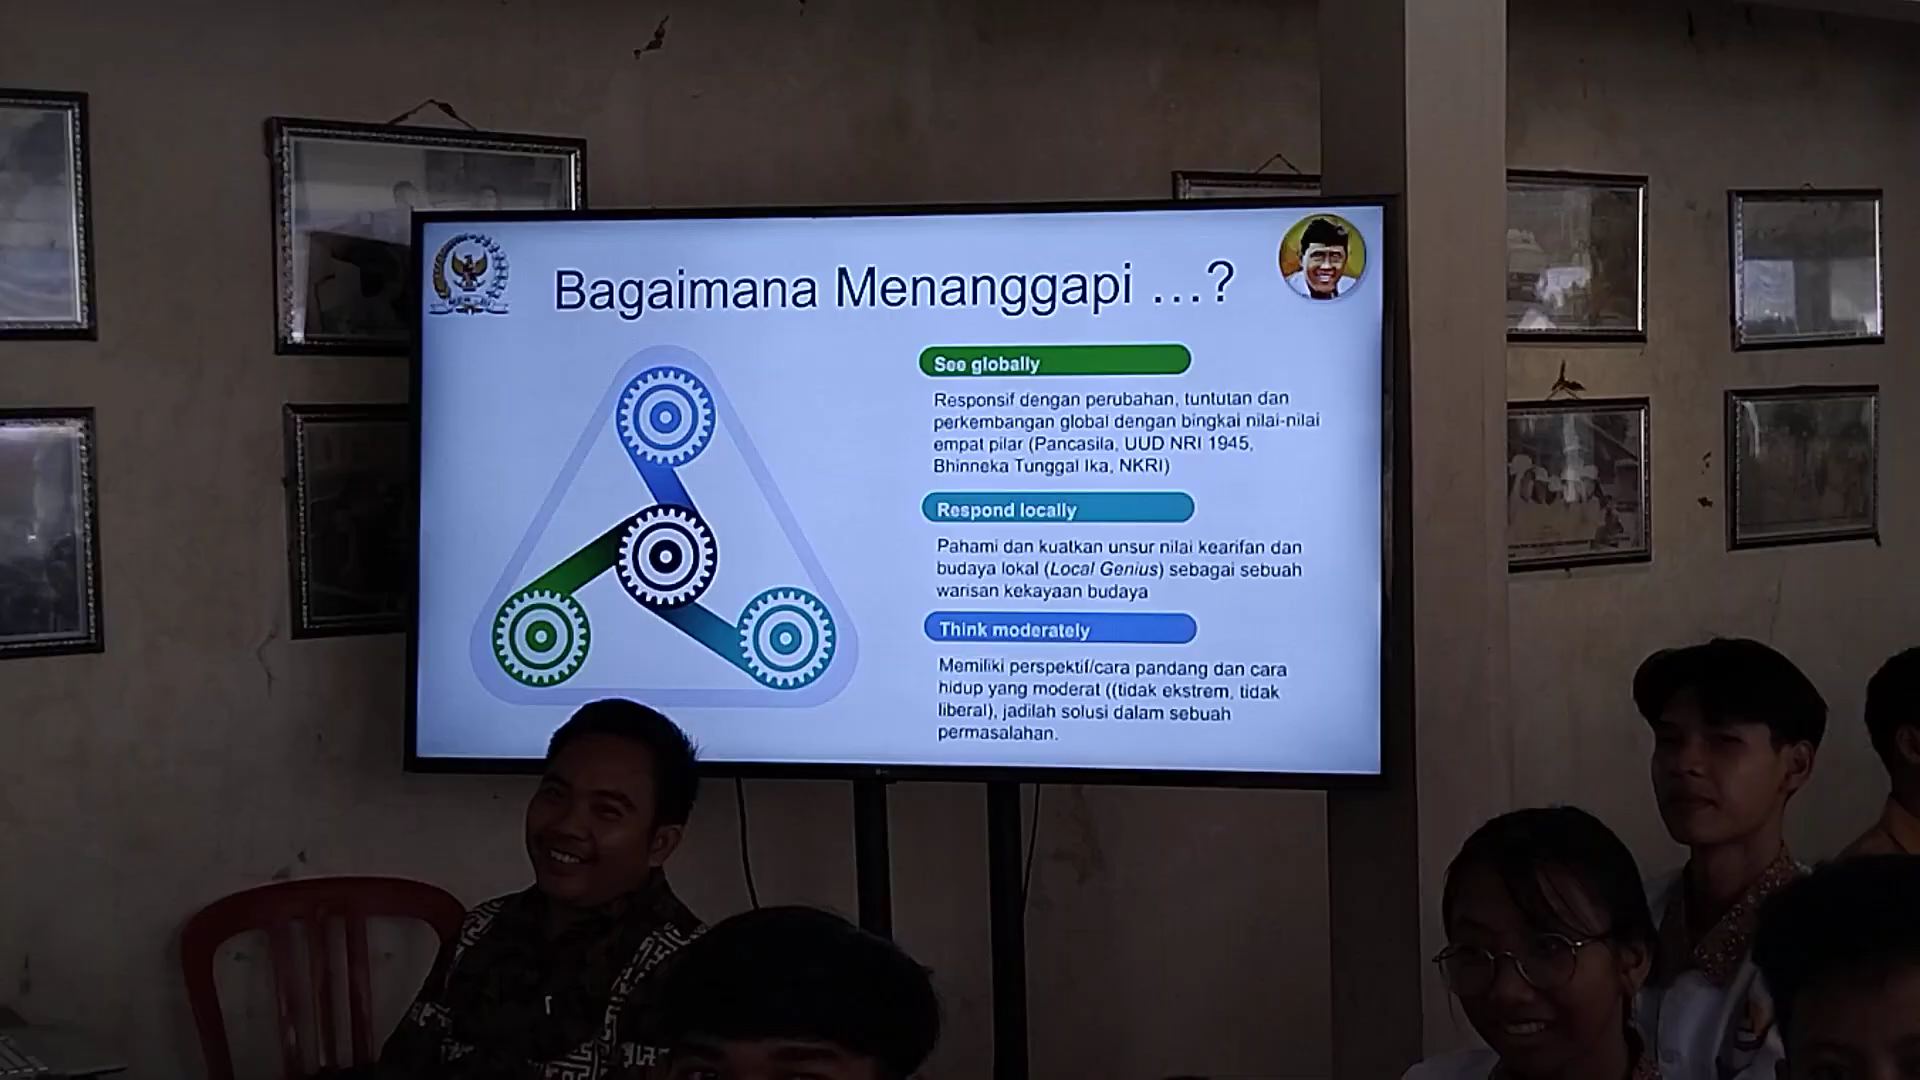 Bagaimana Menanggapi ...?
See globally
Responsif dengan perubahan, tuntutan dan
perkembangan global dengan bingkai nilai-nilai
empat pilar (Pancasila, UUD NRI 1945,
Bhinneka Tunggal Ika, NKRI)
Respond locally
Pahami dan kuatkan unsur nilai kearifan dan
budaya lokal (Local Genius) sebagai sebuah
warisan kekayaan budaya
Think moderately
Memiliki perspektif/cara pandang dan cara
hidup yang moderat ((tidak ekstrem, tidak
liberal), jadilah solusi dalam sebuah
permasalahan.